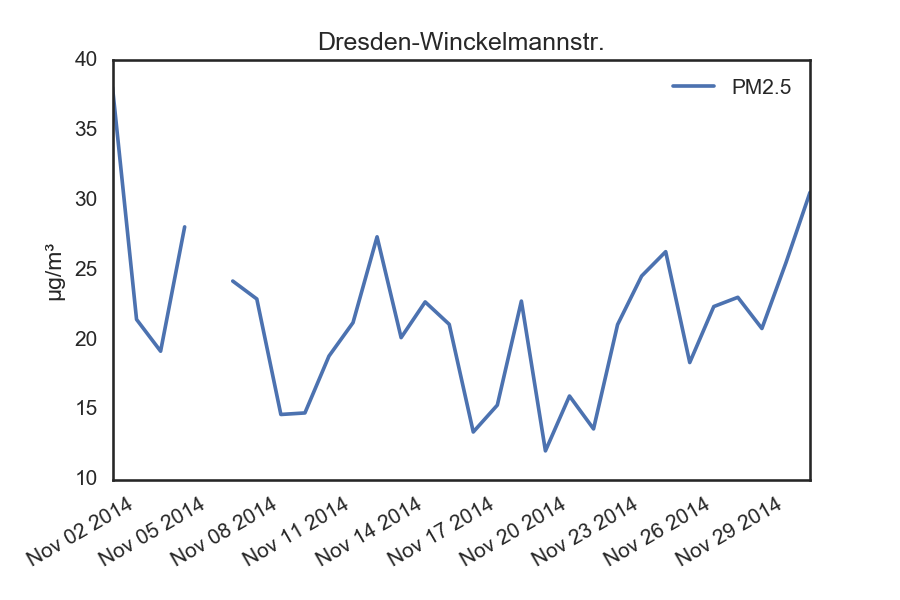 Dresden-Winckelmannstr.
40
35
30
25
20
15
10
µg/m³
PM2.5
Nov 02 2014
Nov 05 2014
Nov 08 2014
Nov 11 2014
Nov 14 2014
Nov 17 2014
Nov 20 2014
Nov 23 2014
Nov 26 2014
Nov 29 2014